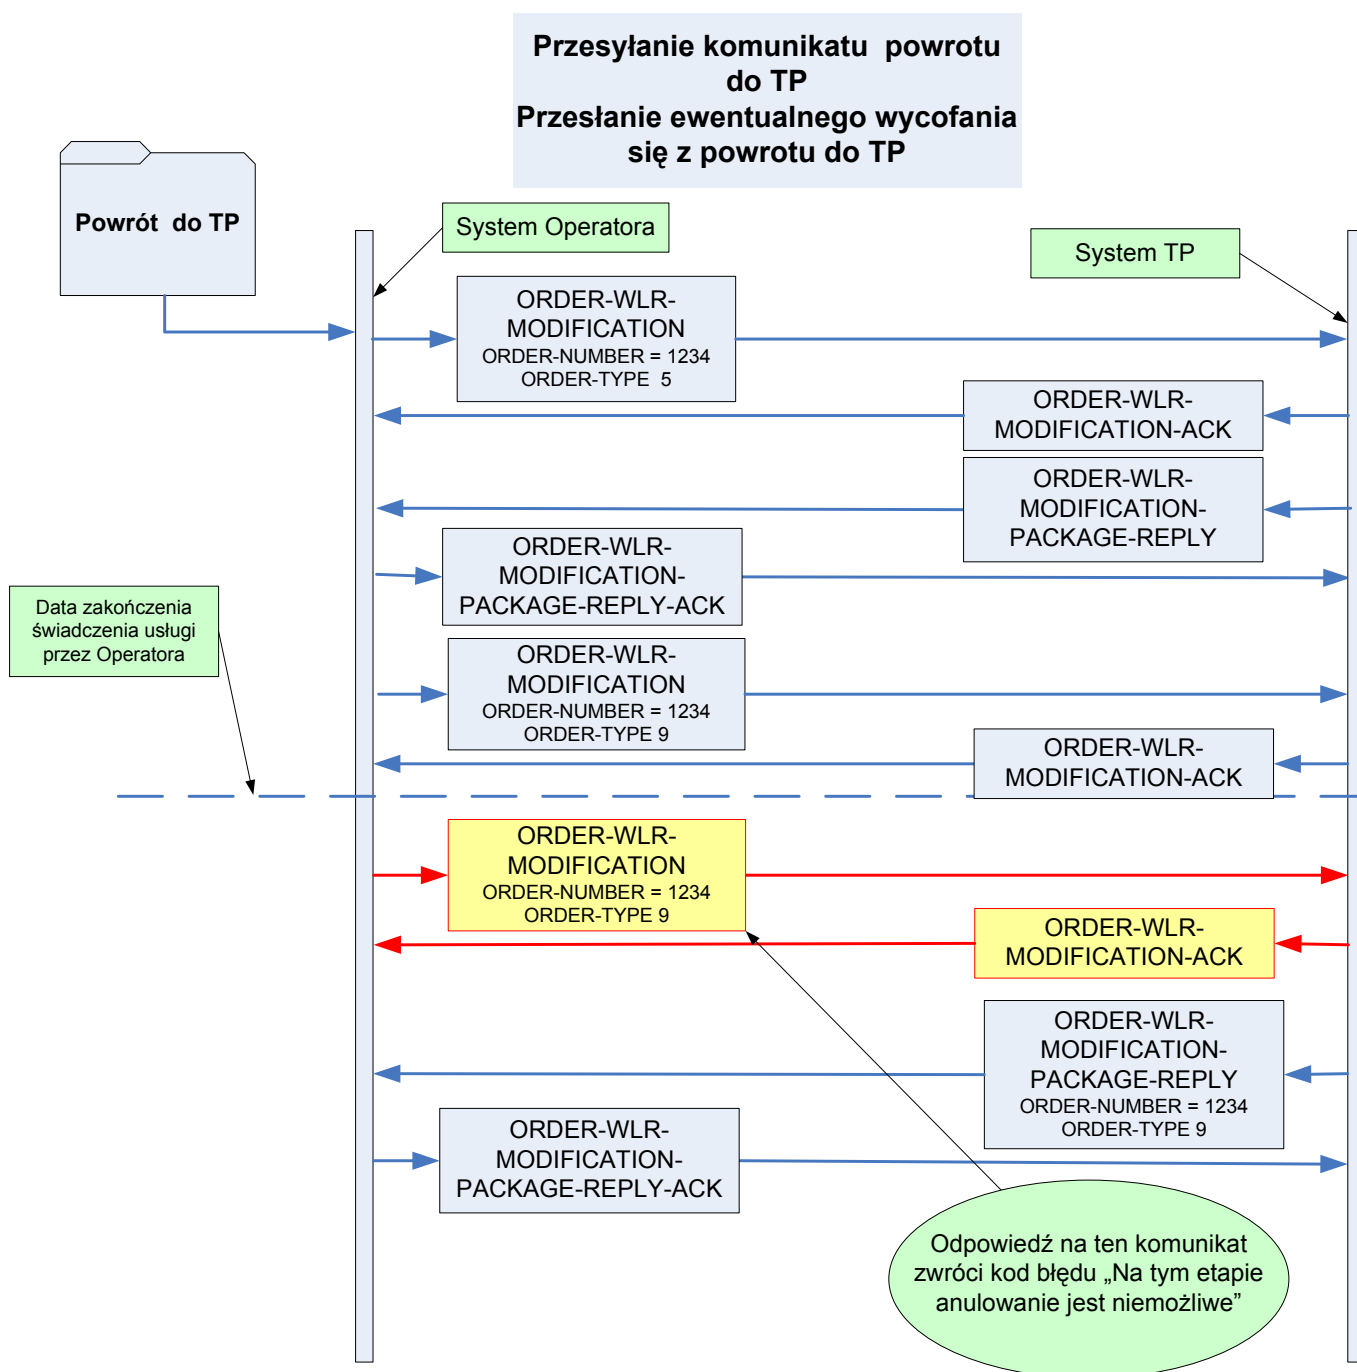 Przesyłanie komunikatu powrotu
do TP
Przesłanie ewentualnego wycofania
się z powrotu do TP
Powrót do TP
System Operatora
System TP
ORDER-WLR-
MODIFICATION
ORDER-NUMBER = 1234
ORDER-TYPE 5
ORDER-WLR-
MODIFICATION-ACK
ORDER-WLR-
MODIFICATION-
PACKAGE-REPLY
ORDER-WLR-
MODIFICATION-
PACKAGE-REPLY-ACK
Data zakończenia
świadczenia usługi
przez Operatora
ORDER-WLR-
MODIFICATION
ORDER-NUMBER = 1234
ORDER-TYPE 9
ORDER-WLR-
MODIFICATION-ACK
ORDER-WLR-
MODIFICATION
ORDER-NUMBER = 1234
ORDER-TYPE 9
ORDER-WLR-
MODIFICATION-ACK
ORDER-WLR-
MODIFICATION-
PACKAGE-REPLY
ORDER-NUMBER = 1234
ORDER-TYPE 9
ORDER-WLR-
MODIFICATION-
PACKAGE-REPLY-ACK
Odpowiedź na ten komunikat
zwróci kod błędu „Na tym etapie
anulowanie jest niemożliwe”